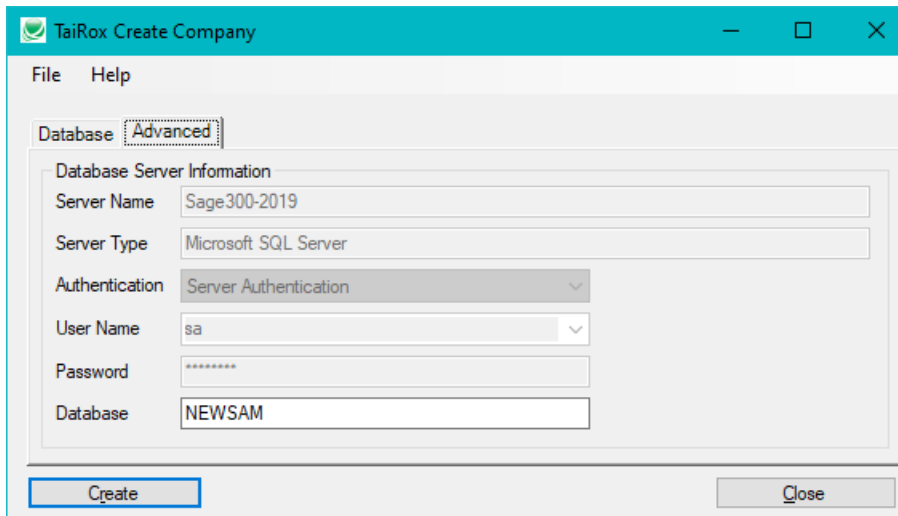 TaiRox Create Company
File Help
Database Advanced
Database Server Information
Server Name Sage300-2019
Server Type Microsoft SQL Server
Authentication Server Authentication
User Name sa
Password ********
Database NEWSAM
Create Close